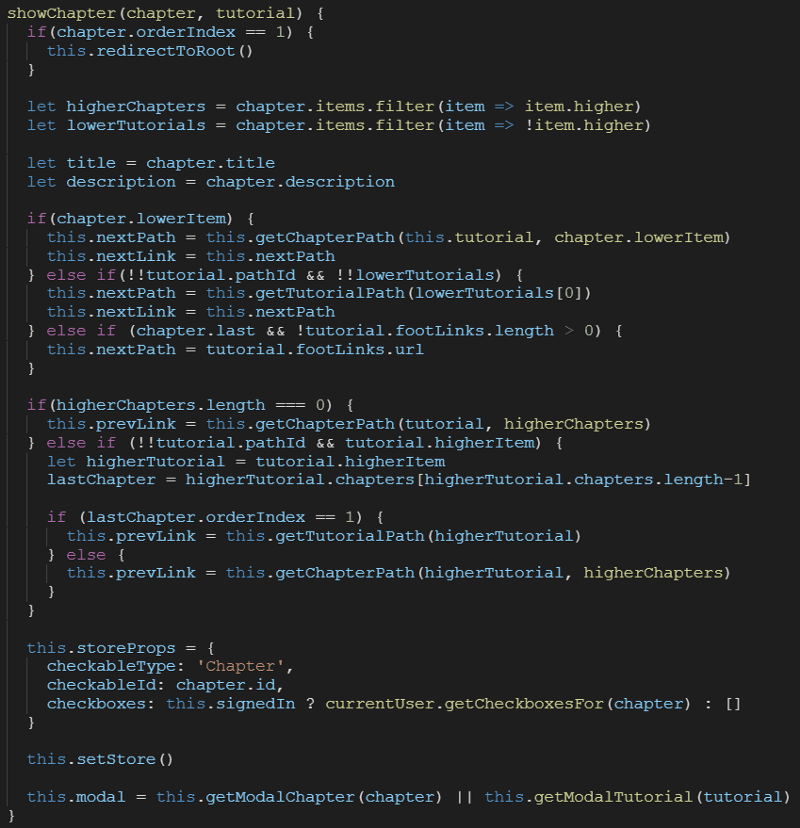 showChapter(chapter, tutorial) {
  if(chapter.orderIndex == 1) {
    this.redirectToRoot()
  }

  let higherChapters = chapter.items.filter(item => item.higher)
  let lowerTutorials = chapter.items.filter(item => !item.higher)

  let title = chapter.title
  let description = chapter.description

  if(chapter.lowerItem) {
    this.nextPath = this.getChapterPath(this.tutorial, chapter.lowerItem)
    this.nextLink = this.nextPath
  } else if(!!tutorial.pathId && !!lowerTutorials) {
    this.nextPath = this.getTutorialPath(lowerTutorials[0])
    this.nextLink = this.nextPath
  } else if (chapter.last && !tutorial.footLinks.length > 0) {
    this.nextPath = tutorial.footLinks.url
  }

  if(higherChapters.length === 0) {
    this.prevLink = this.getChapterPath(tutorial, higherChapters)
  } else if (!!tutorial.pathId && tutorial.higherItem) {
    let higherTutorial = tutorial.higherItem
    lastChapter = higherTutorial.chapters[higherTutorial.chapters.length-1]

    if (lastChapter.orderIndex == 1) {
      this.prevLink = this.getTutorialPath(higherTutorial)
    } else {
      this.prevLink = this.getChapterPath(higherTutorial, higherChapters)
    }
  }

  this.storeProps = {
    checkableType: 'Chapter',
    checkableId: chapter.id,
    checkboxes: this.signedIn ? currentUser.getCheckboxesFor(chapter) : []
  }

  this.setStore()

  this.modal = this.getModalChapter(chapter) || this.getModalTutorial(tutorial)
}